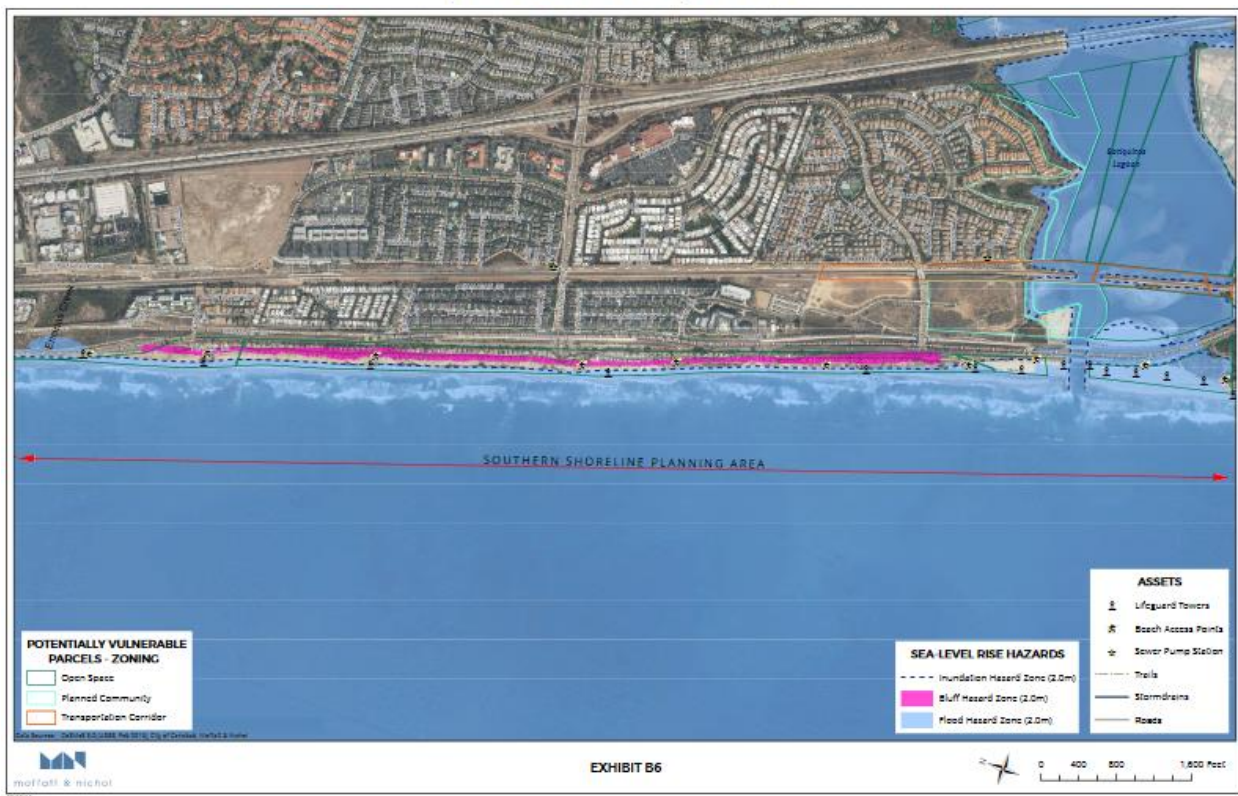 Batiquitos
Lagoon
SOUTHERN SHORELINE PLANNING AREA
POTENTIALLY VULNERABLE
PARCELS - ZONING
Open Space
Planned Community
Transportation Corridor
SEA-LEVEL RISE HAZARDS
Inundation Hazard Zone (2.0m)
Bluff Hazard Zone (2.0m)
Flood Hazard Zone (2.0m)
ASSETS
Lifeguard Towers
Beach Access Points
Sewer Pump Station
Trails
Stormdrains
Roads
moffatt & nichol
EXHIBIT B6
N
0 400 800 1,600 Feet